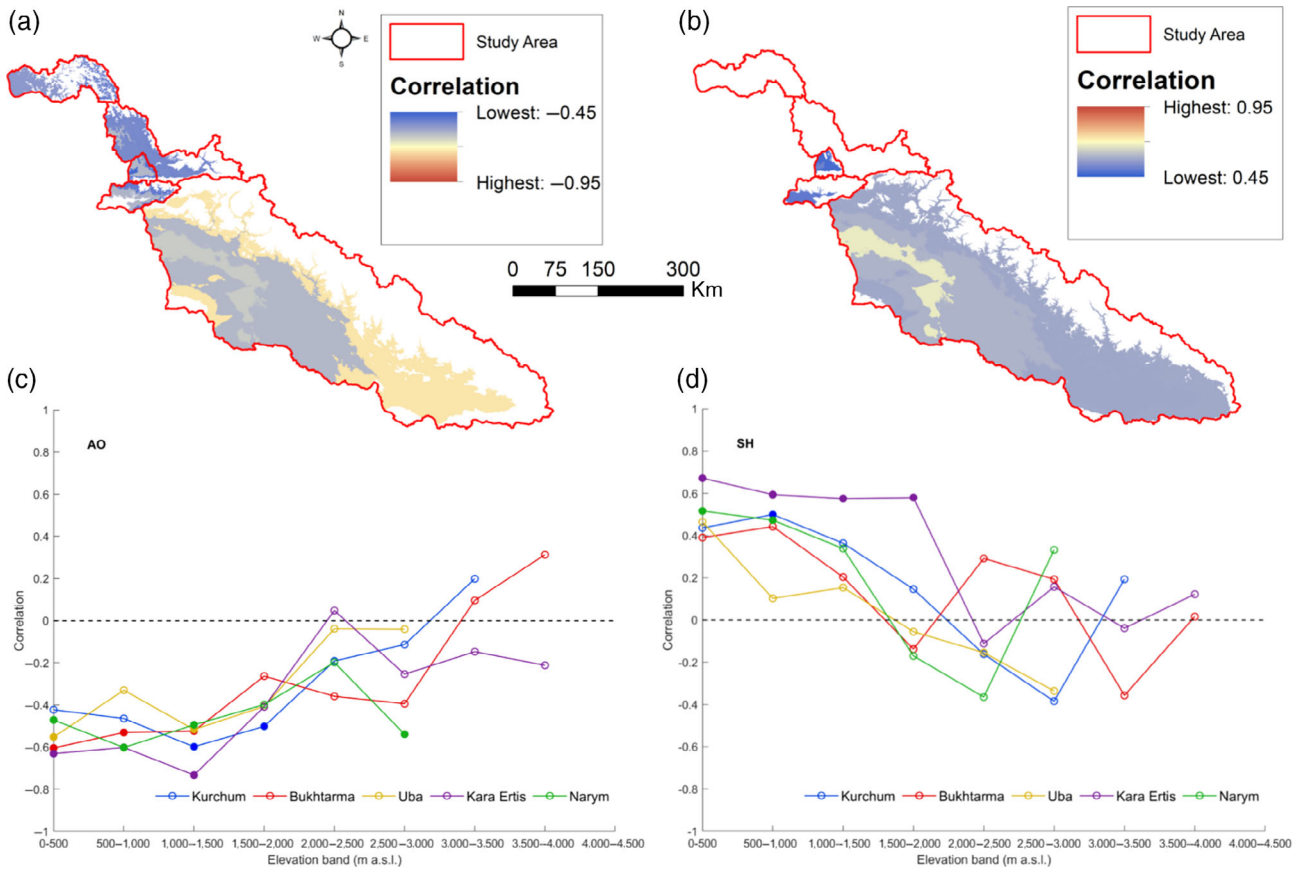 (a)
N
W E
S
Study Area
Correlation
Lowest: −0.45
Highest: −0.95
(b)
Study Area
Correlation
Highest: 0.95
Lowest: 0.45
0 75 150 300
Km
(c)
AO
1
0.8
0.6
0.4
0.2
0
−0.2
−0.4
−0.6
−0.8
−1
Correlation
Kurchum Bukhtarma Uba Kara Ertis Narym
0-500 500–1.000 1.000–1.500 1.500–2.000 2.000–2.500 2.500–3.000 3.000–3.500 3.500–4.000 4.000–4.500
Elevation band (m a.s.l.)
(d)
SH
1
0.8
0.6
0.4
0.2
0
0.2
0.4
0.6
0.8
-1
Correlation
Kurchum Bukhtarma Uba Kara Ertis Narym
0-500 500–1.000 1.000–1.500 1.500–2.000 2.000–2.500 2.500–3.000 3.000–3.500 3.500–4.000 4.000–4.500
Elevation band (m a.s.l.)